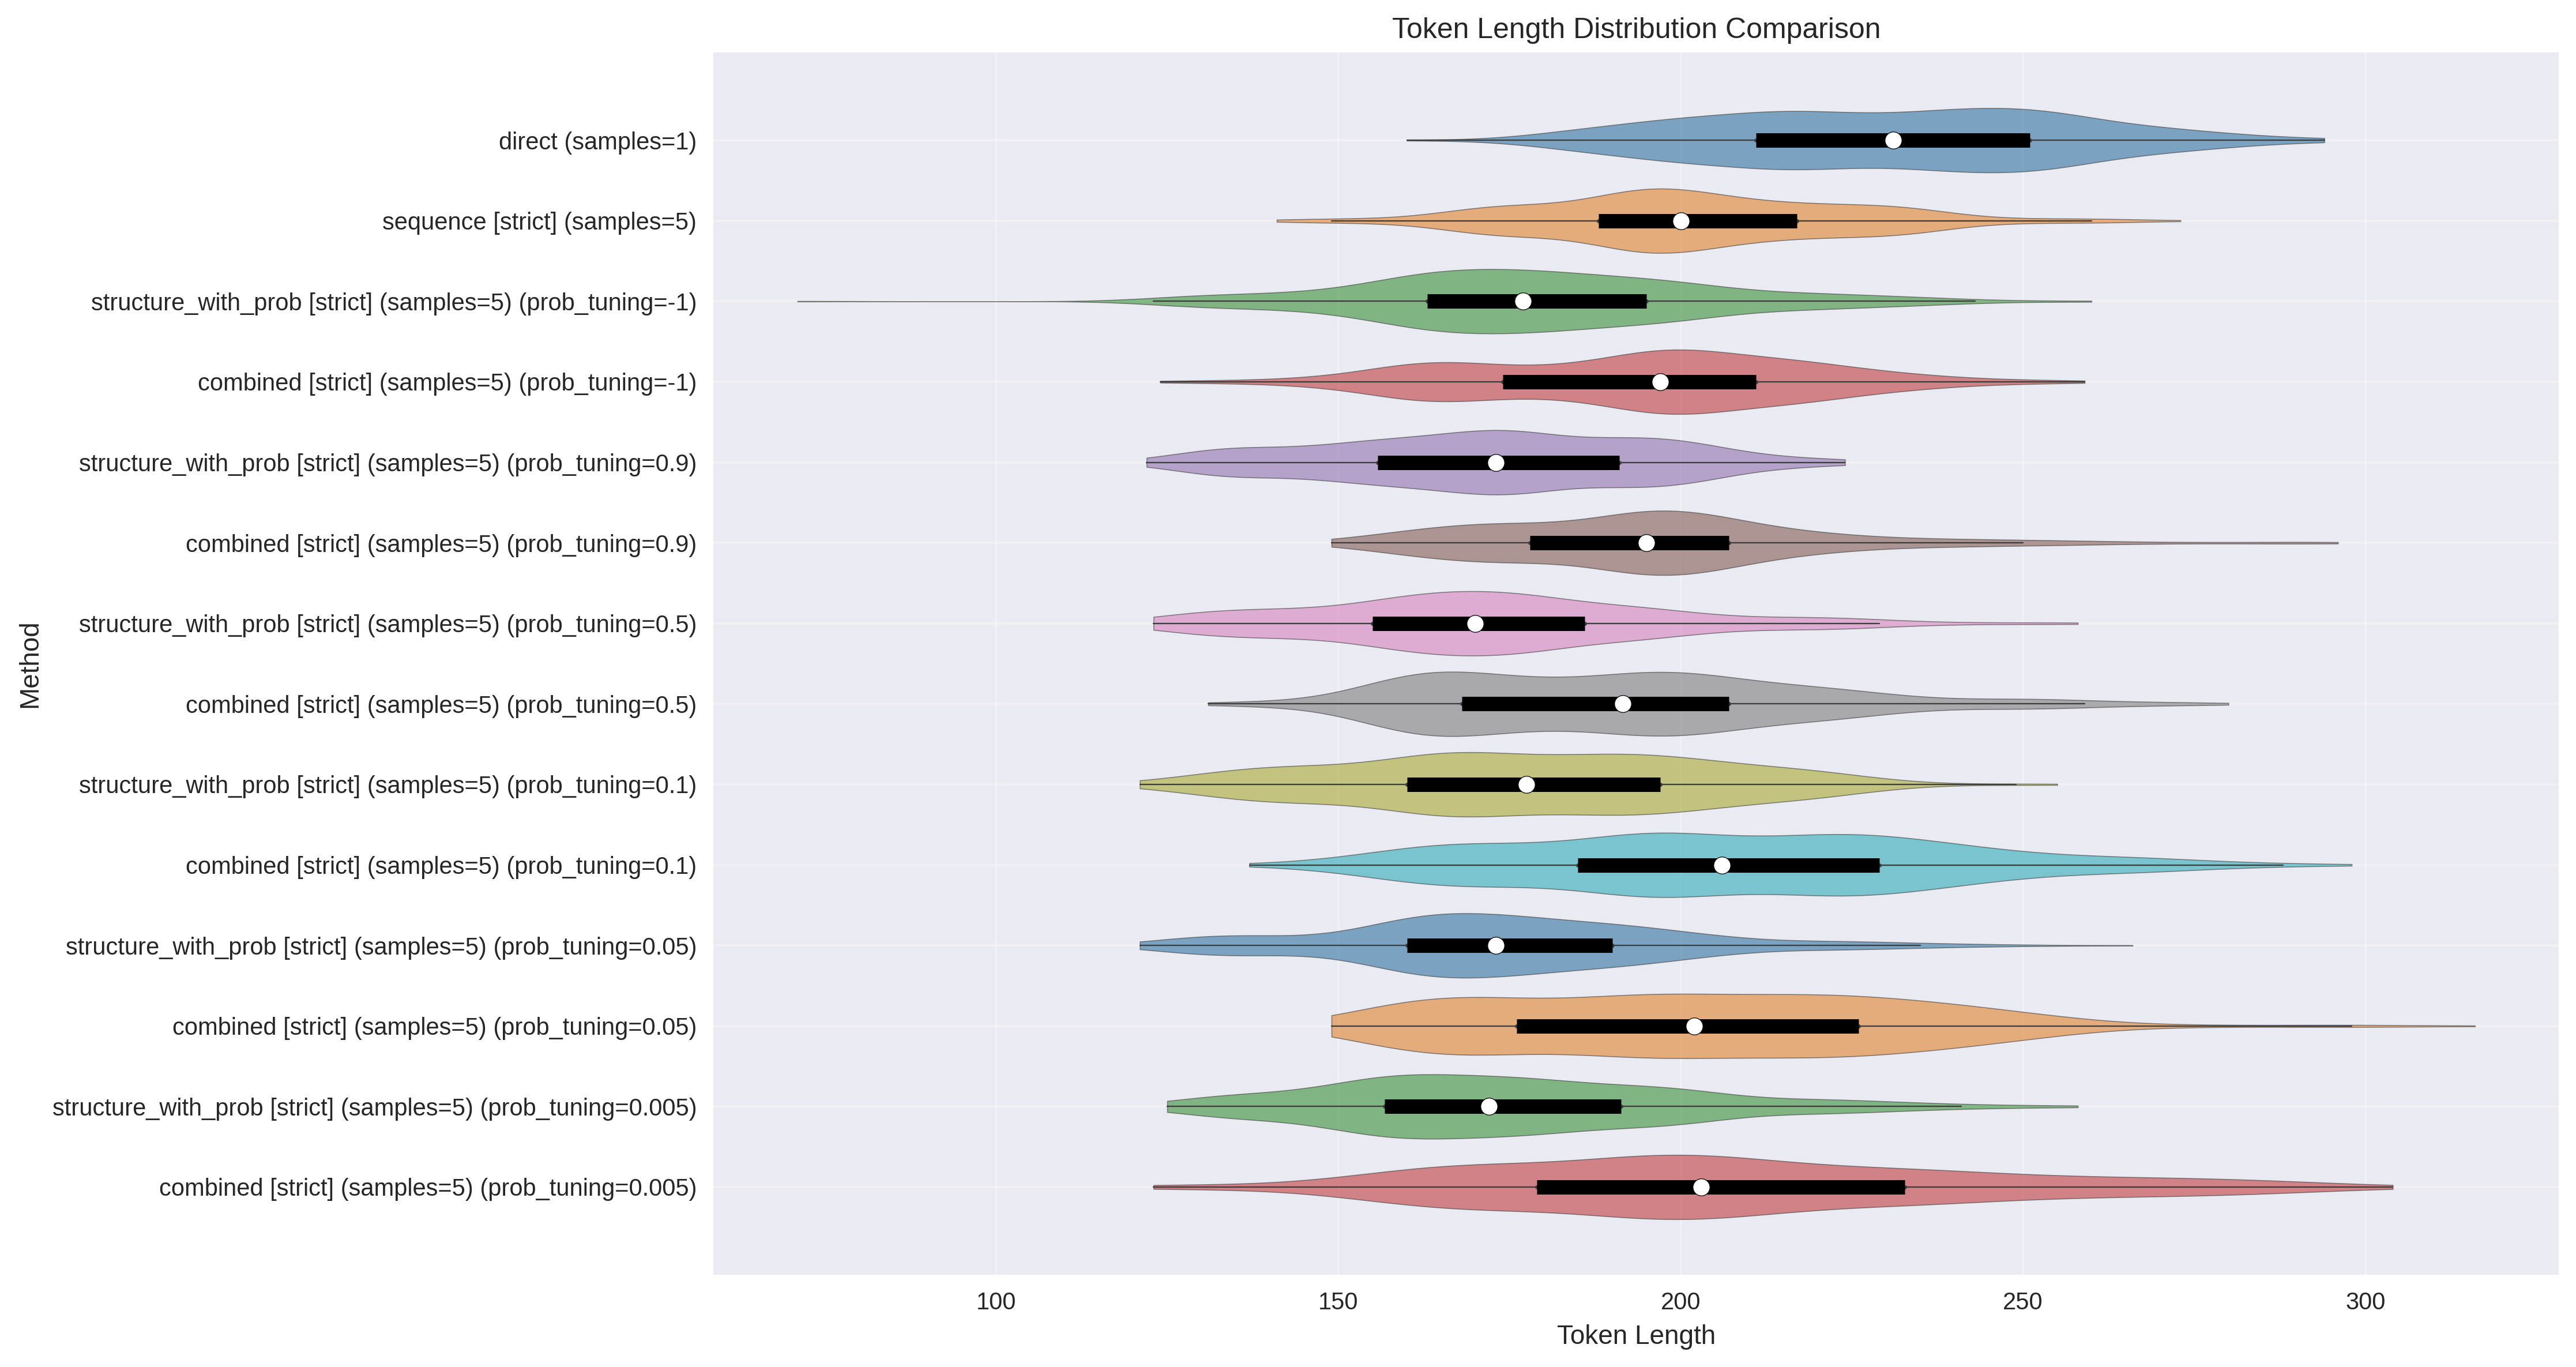 Token Length Distribution Comparison
direct (samples=1)
sequence [strict] (samples=5)
structure_with_prob [strict] (samples=5) (prob_tuning=-1)
combined [strict] (samples=5) (prob_tuning=-1)
structure_with_prob [strict] (samples=5) (prob_tuning=0.9)
combined [strict] (samples=5) (prob_tuning=0.9)
structure_with_prob [strict] (samples=5) (prob_tuning=0.5)
combined [strict] (samples=5) (prob_tuning=0.5)
structure_with_prob [strict] (samples=5) (prob_tuning=0.1)
combined [strict] (samples=5) (prob_tuning=0.1)
structure_with_prob [strict] (samples=5) (prob_tuning=0.05)
combined [strict] (samples=5) (prob_tuning=0.05)
structure_with_prob [strict] (samples=5) (prob_tuning=0.005)
combined [strict] (samples=5) (prob_tuning=0.005)
Method
100 150 200 250 300
Token Length